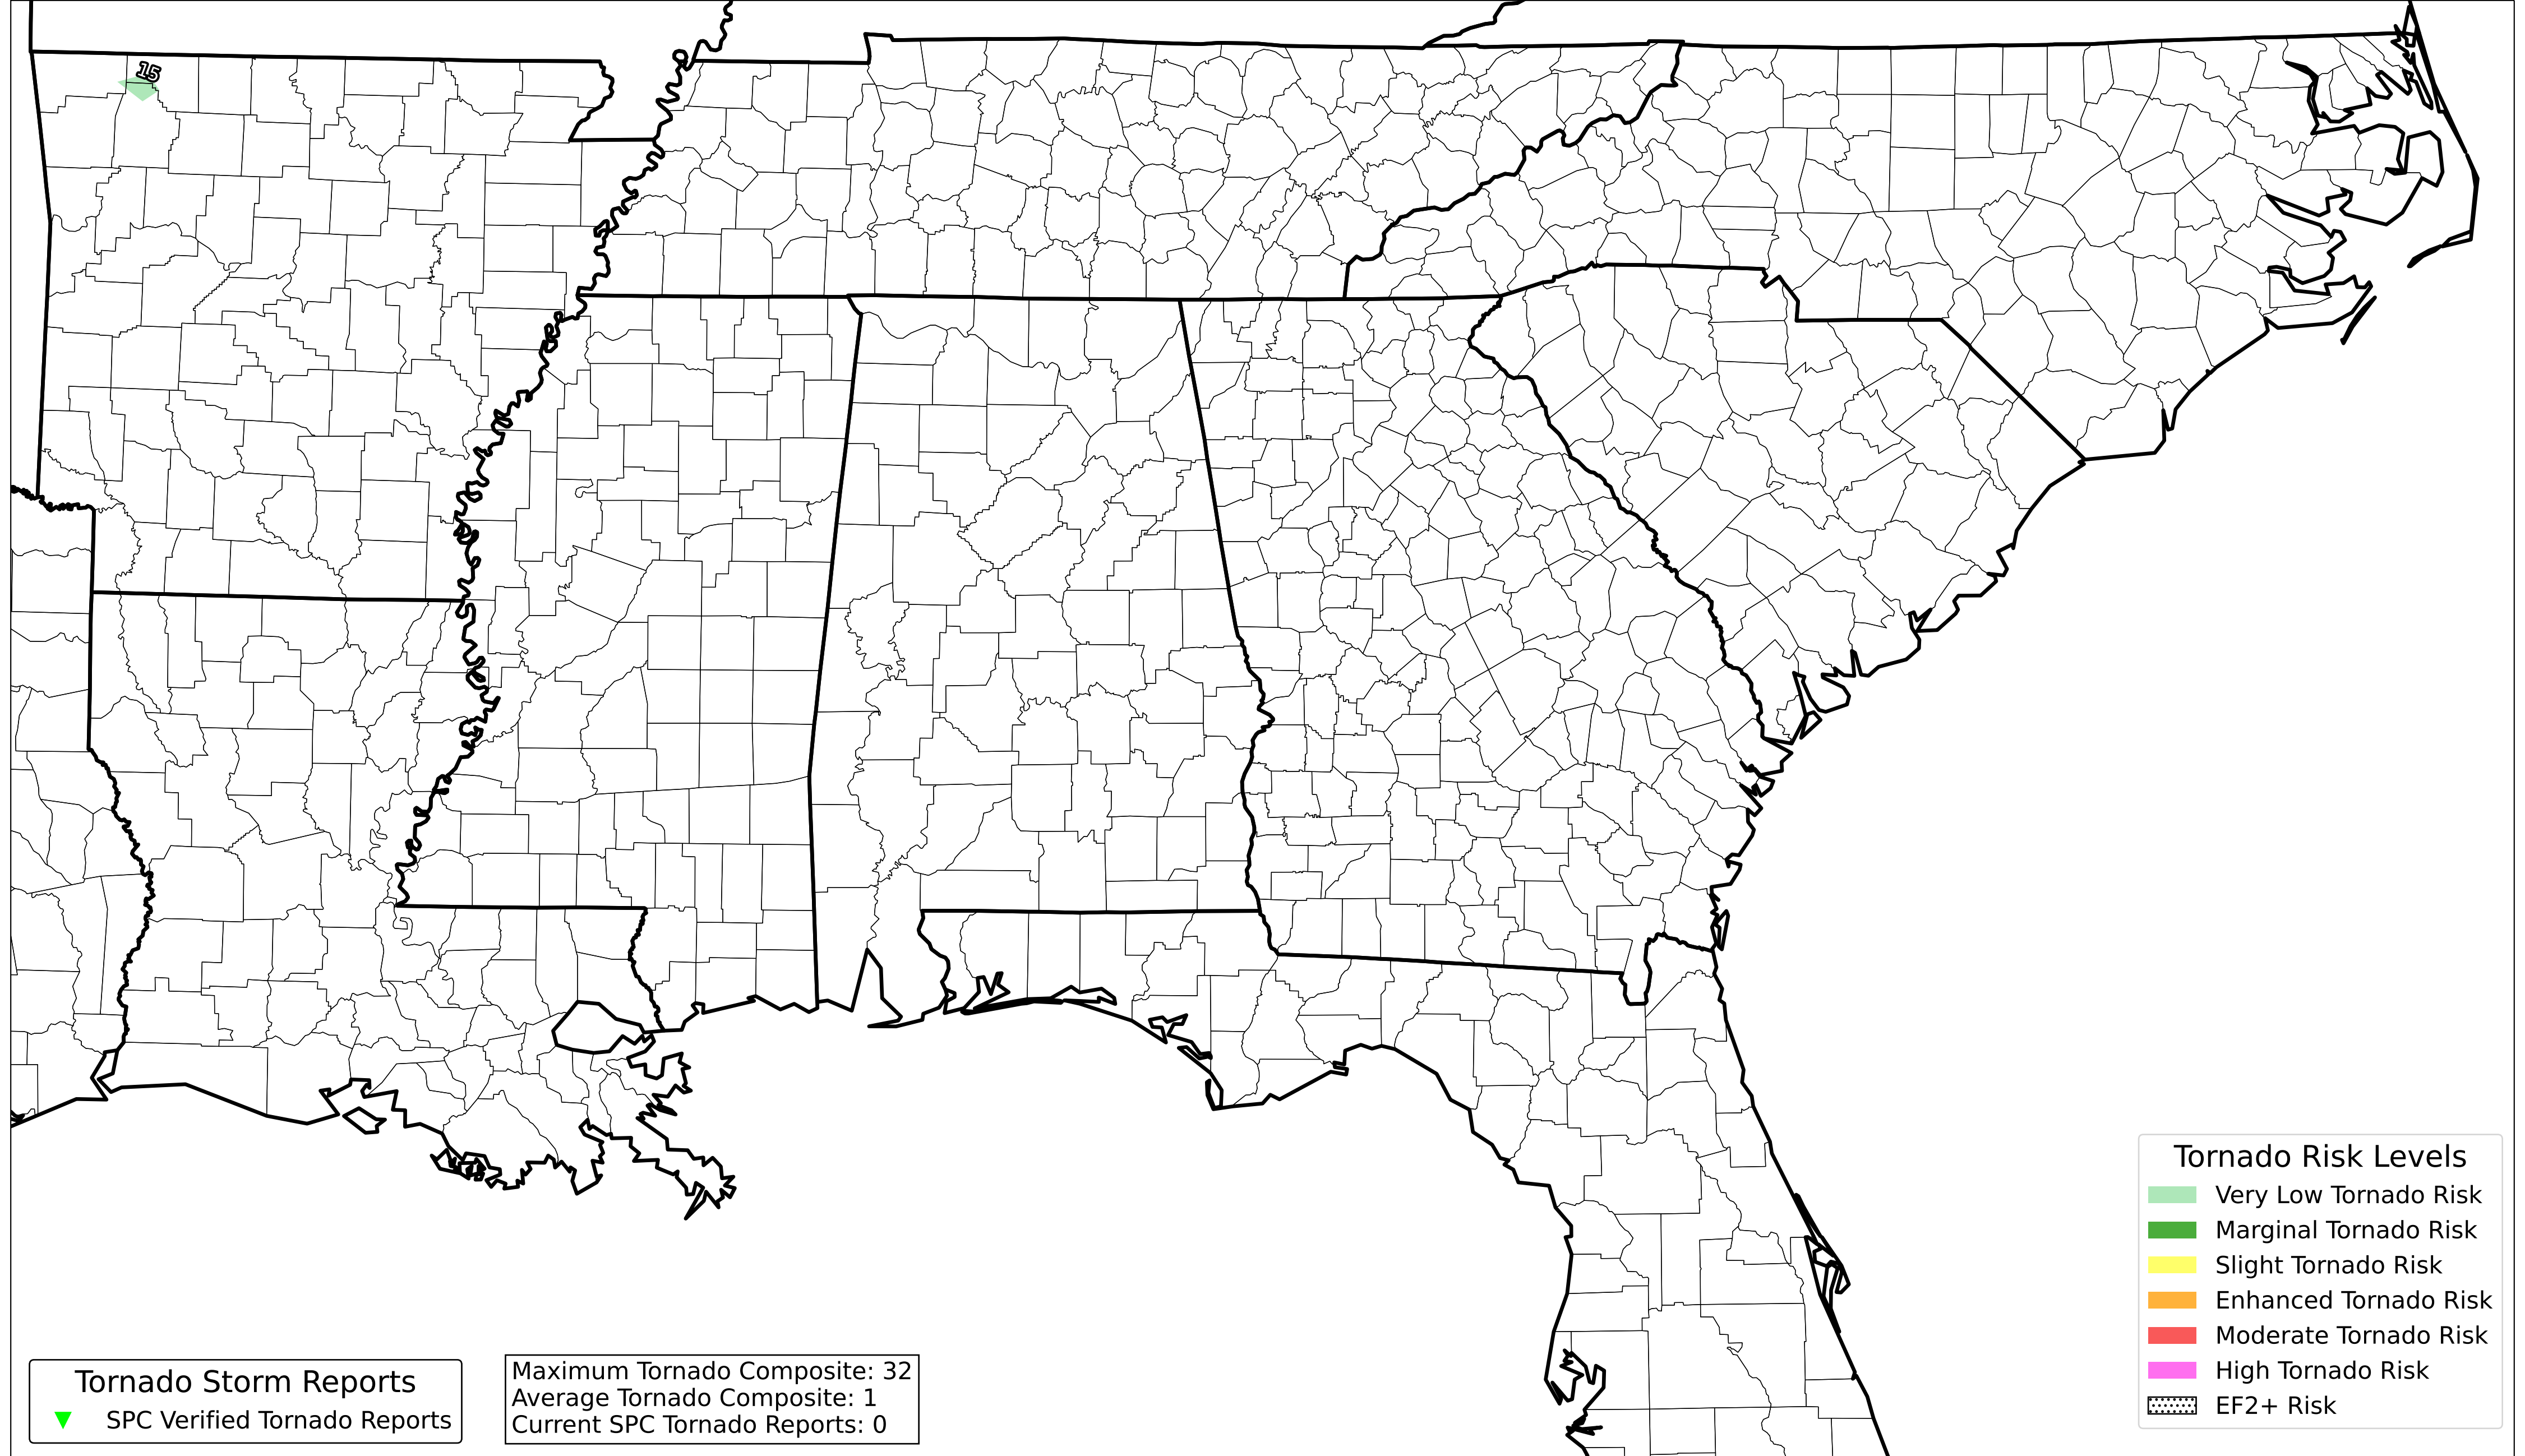 15
Tornado Risk Levels
Very Low Tornado Risk
Marginal Tornado Risk
Slight Tornado Risk
Enhanced Tornado Risk
Moderate Tornado Risk
High Tornado Risk
EF2+ Risk
Tornado Storm Reports
SPC Verified Tornado Reports
Maximum Tornado Composite: 32
Average Tornado Composite: 1
Current SPC Tornado Reports: 0